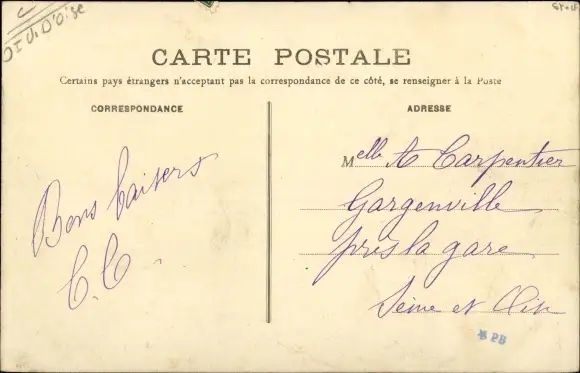 D'Oise
CARTE POSTALE
Certains pays étrangers n'acceptant pas la correspondance de ce côté, se renseigner à la Poste
CORRESPONDANCE
Bons baisers
C. C.
ADRESSE
Melle A Carpentier
Gargenville
près la gare
Seine et Oise
PB